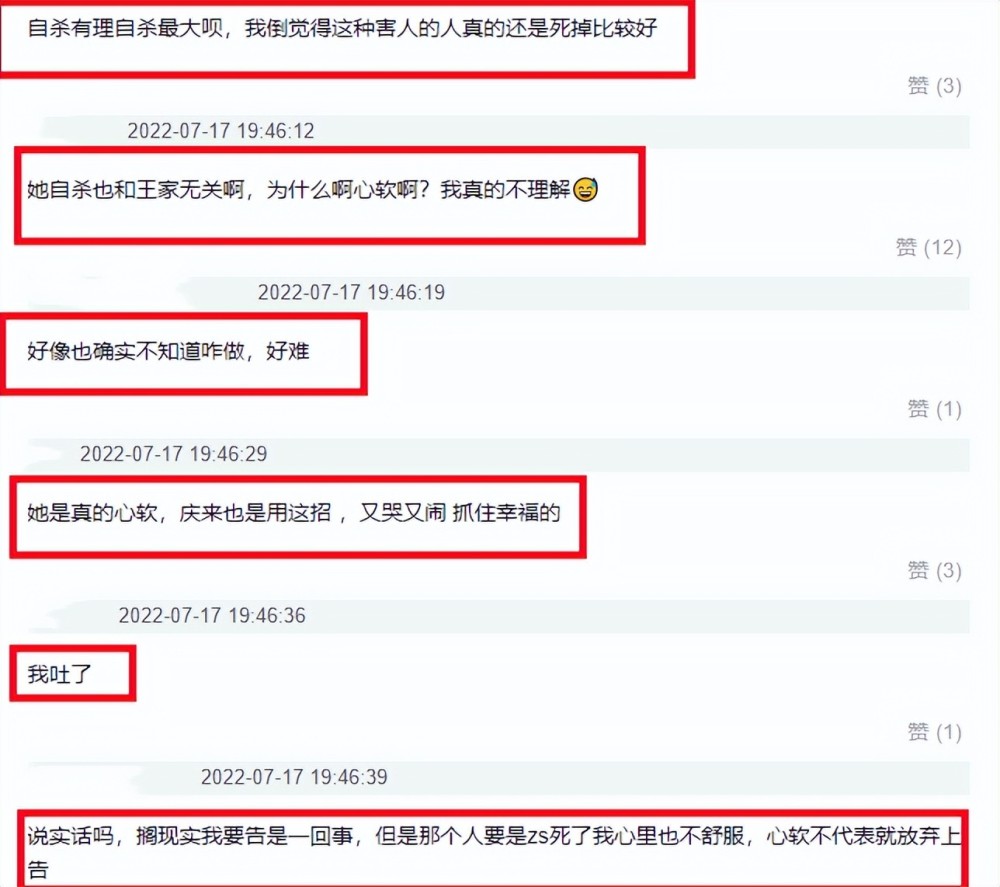 自杀有理自杀最大呗，我倒觉得这种害人的人真的还是死掉比较好
赞 (3)
2022-07-17 19:46:12
她自杀也和王家无关啊，为什么啊心软啊？我真的不理解😅
赞 (12)
2022-07-17 19:46:19
好像也确实不知道咋做，好难
赞 (1)
2022-07-17 19:46:29
她是真的心软，庆来也是用这招 ，又哭又闹 抓住幸福的
赞 (3)
2022-07-17 19:46:36
我吐了
赞 (1)
2022-07-17 19:46:39
说实话吗，搁现实我要告是一回事，但是那个人要是zs死了我心里也不舒服，心软不代表就放弃上
告